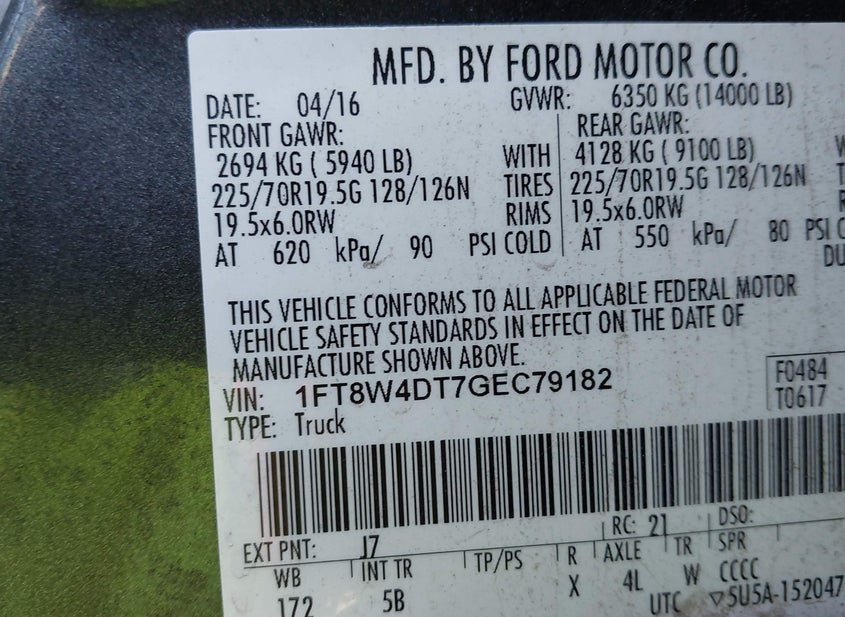 MFD. BY FORD MOTOR CO.
DATE: 04/16 GVWR: 6350 KG (14000 LB)
FRONT GAWR: REAR GAWR:
2694 KG ( 5940 LB) WITH 4128 KG ( 9100 LB) W
225/70R19.5G 128/126N TIRES 225/70R19.5G 128/126N T
19.5x6.0RW RIMS 19.5x6.0RW R
AT 620 kPa/ 90 PSI COLD AT 550 kPa/ 80 PSI C
DU
THIS VEHICLE CONFORMS TO ALL APPLICABLE FEDERAL MOTOR
VEHICLE SAFETY STANDARDS IN EFFECT ON THE DATE OF
MANUFACTURE SHOWN ABOVE.
VIN: 1FT8W4DT7GEC79182 F0484
TYPE: Truck T0617
EXT PNT: J7 RC: 21 DSO:
WB INT TR TP/PS R AXLE TR SPR
172 5B X 4L W CCCC
UTC ▽5U5A-152047